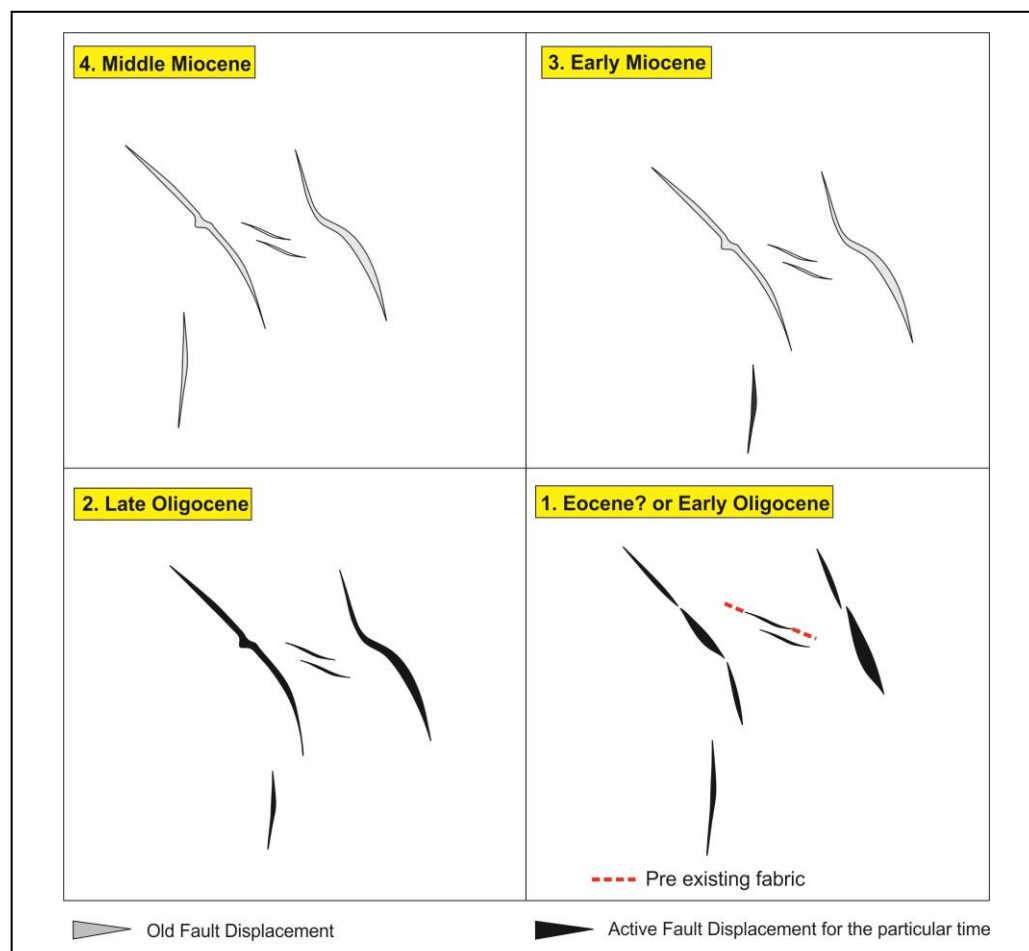 4. Middle Miocene
3. Early Miocene
2. Late Oligocene
1. Eocene? or Early Oligocene
Pre existing fabric
Old Fault Displacement
Active Fault Displacement for the particular time